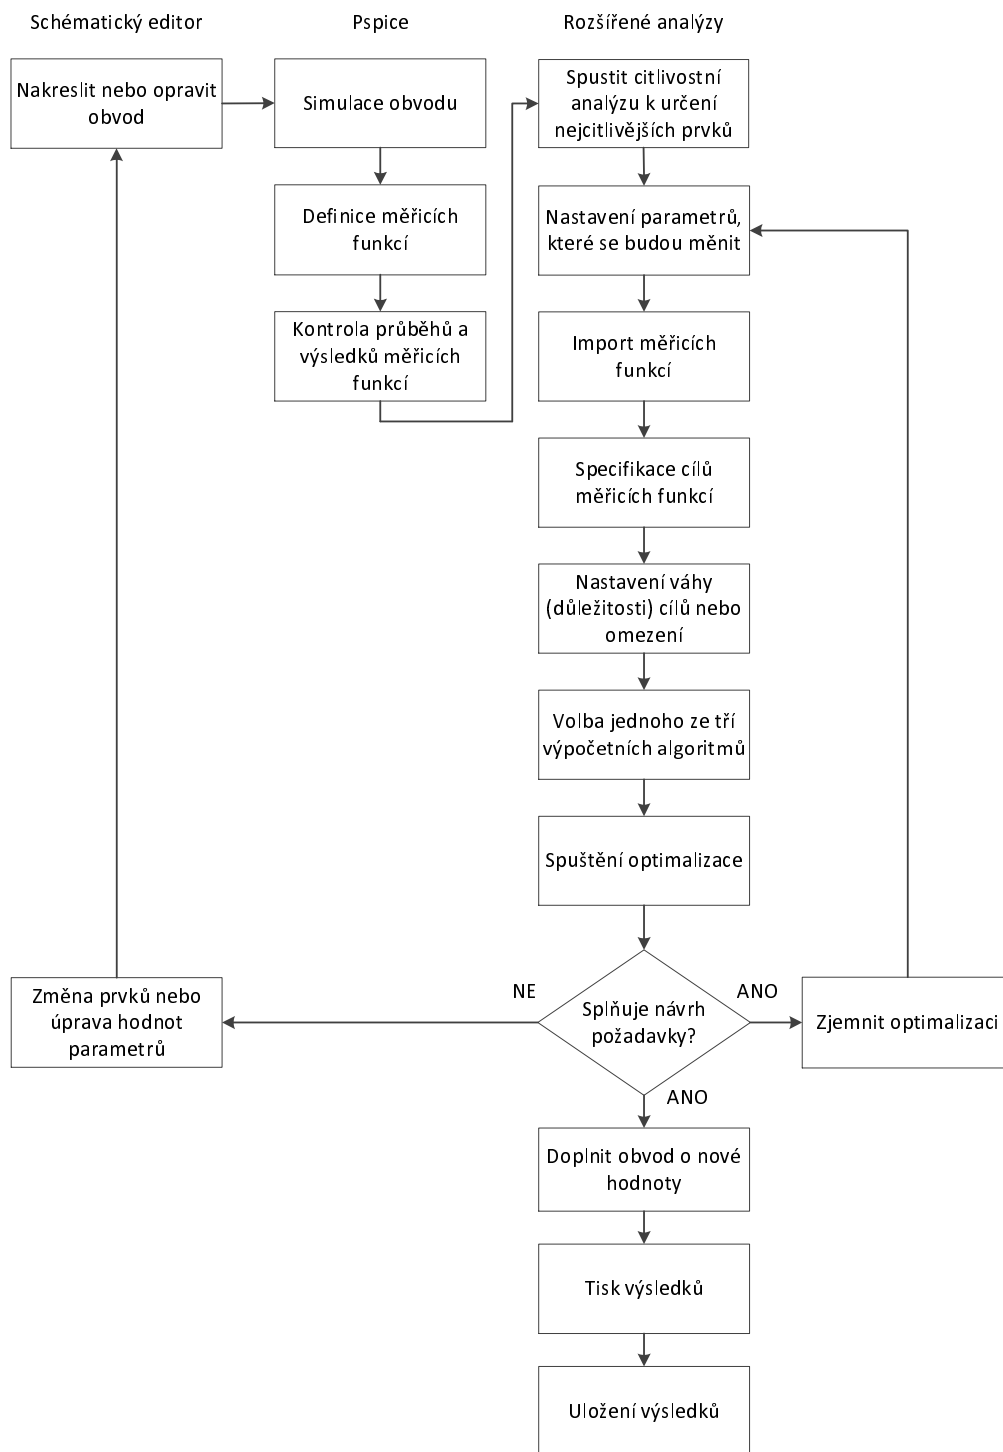 Schématický editor
Pspice
Rozšířené analýzy
Nakreslit nebo opravit
obvod
Simulace obvodu
Spustit citlivostní
analýzu k určení
nejcitlivějších prvků
Definice měřicích
funkcí
Nastavení parametrů,
které se budou měnit
Kontrola průběhů a
výsledků měřicích
funkcí
Import měřicích
funkcí
Specifikace cílů
měřicích funkcí
Nastavení váhy
(důležitosti) cílů nebo
omezení
Volba jednoho ze tří
výpočetních algoritmů
Spuštění optimalizace
Změna prvků nebo
úprava hodnot
parametrů
NE
Splňuje návrh
požadavky?
ANO
Zjemnit optimalizaci
ANO
Doplnit obvod o nové
hodnoty
Tisk výsledků
Uložení výsledků